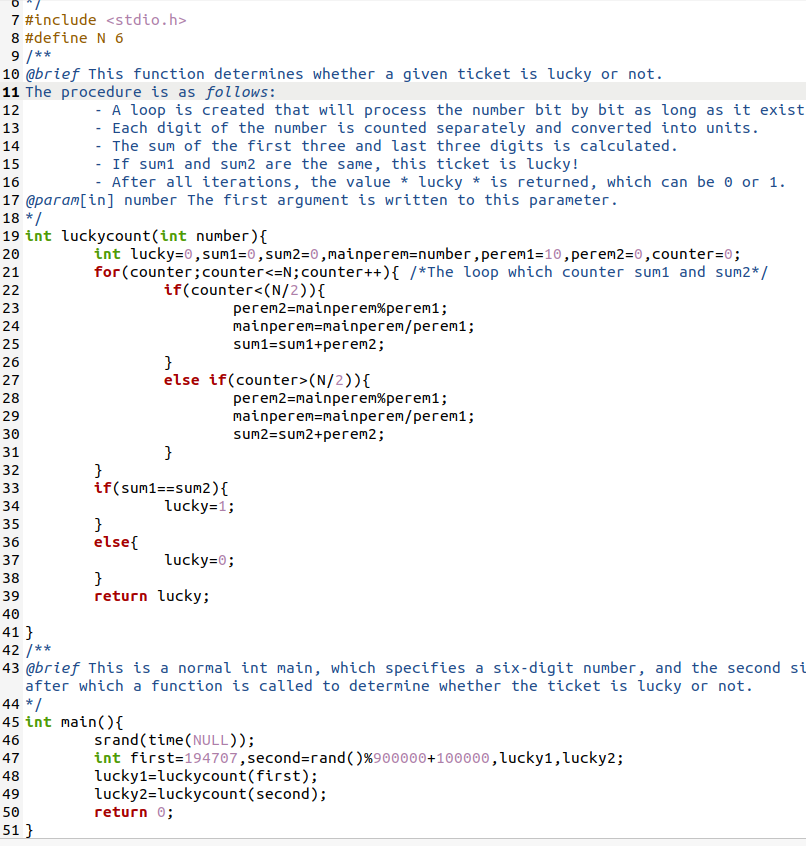 6 */
7 #include <stdio.h>
8 #define N 6
9 /**
10 @brief This function determines whether a given ticket is lucky or not.
11 The procedure is as follows:
12 - A loop is created that will process the number bit by bit as long as it exist
13 - Each digit of the number is counted separately and converted into units.
14 - The sum of the first three and last three digits is calculated.
15 - If sum1 and sum2 are the same, this ticket is lucky!
16 - After all iterations, the value * lucky * is returned, which can be 0 or 1.
17 @param[in] number The first argument is written to this parameter.
18 */
19 int luckycount(int number){
20 int lucky=0,sum1=0,sum2=0,mainperem=number,perem1=10,perem2=0,counter=0;
21 for(counter;counter<=N;counter++){ /*The loop which counter sum1 and sum2*/
22 if(counter<(N/2)){
23 perem2=mainperem%perem1;
24 mainperem=mainperem/perem1;
25 sum1=sum1+perem2;
26 }
27 else if(counter>(N/2)){
28 perem2=mainperem%perem1;
29 mainperem=mainperem/perem1;
30 sum2=sum2+perem2;
31 }
32 }
33 if(sum1==sum2){
34 lucky=1;
35 }
36 else{
37 lucky=0;
38 }
39 return lucky;
40
41 }
42 /**
43 @brief This is a normal int main, which specifies a six-digit number, and the second si
after which a function is called to determine whether the ticket is lucky or not.
44 */
45 int main(){
46 srand(time(NULL));
47 int first=194707,second=rand()%900000+100000,lucky1,lucky2;
48 lucky1=luckycount(first);
49 lucky2=luckycount(second);
50 return 0;
51 }